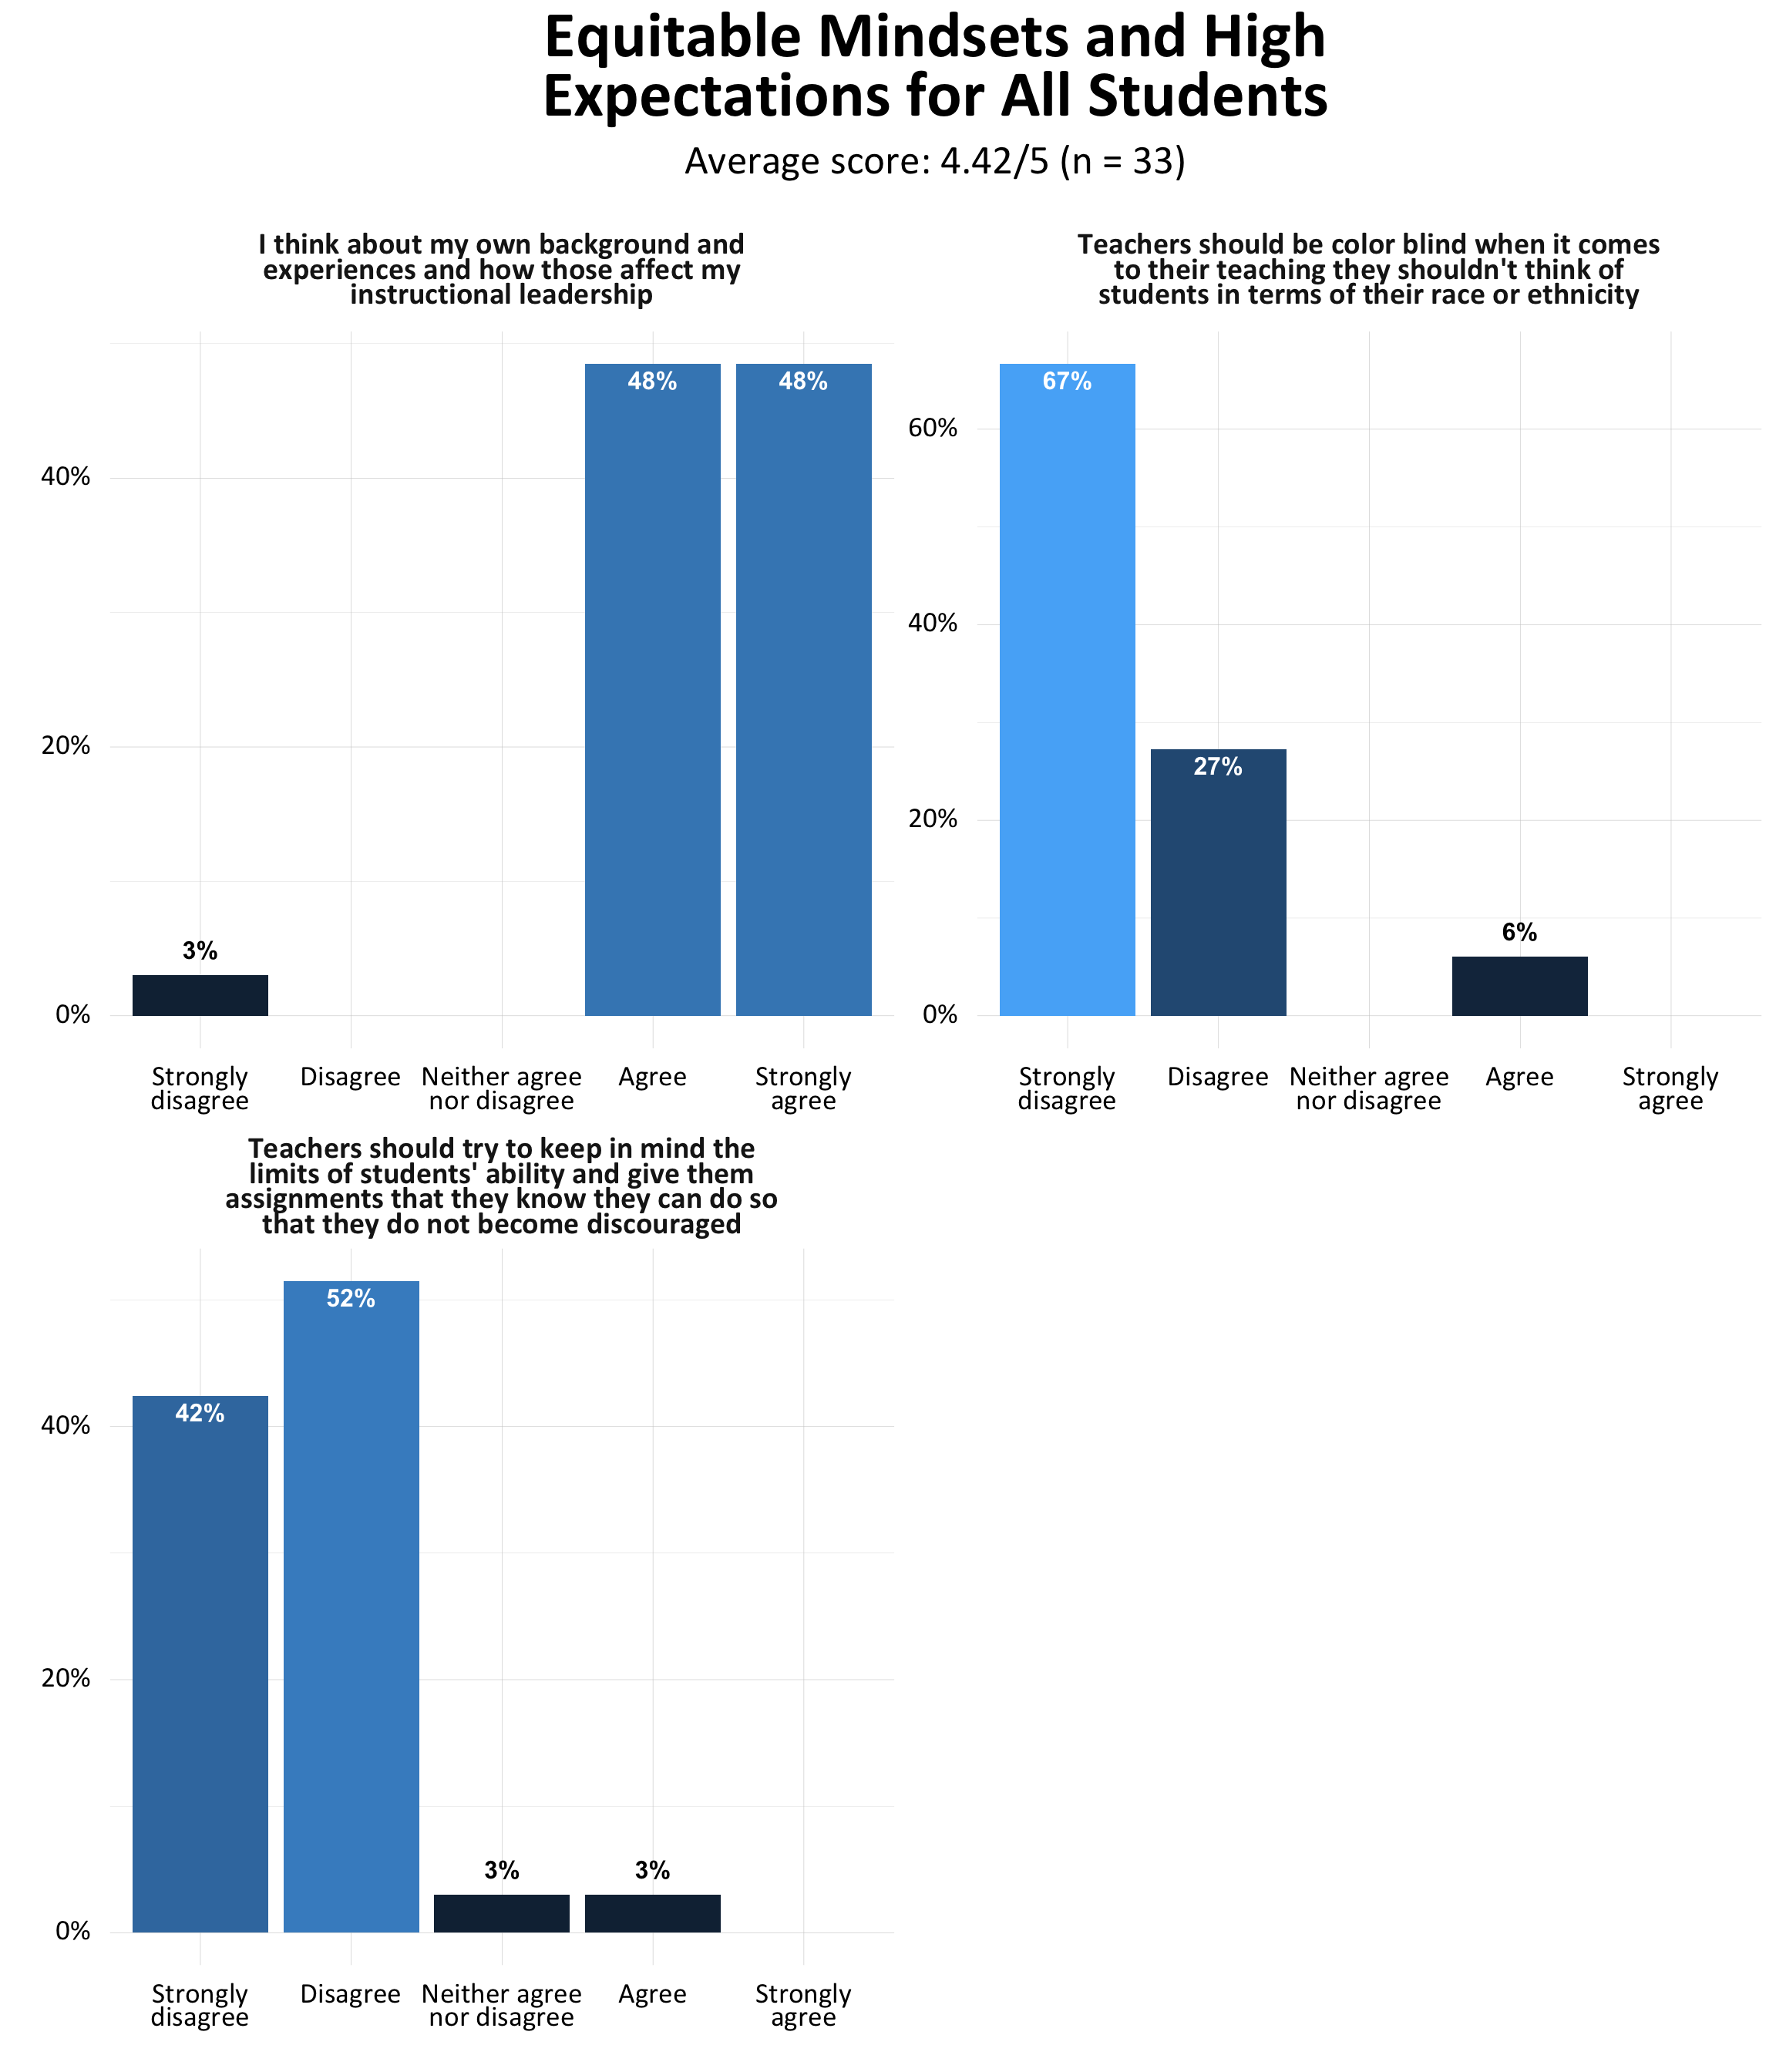 Equitable Mindsets and High
Expectations for All Students
Average score: 4.42/5 (n = 33)
I think about my own background and
experiences and how those affect my
instructional leadership
48%
48%
40%
20%
3%
0%
Strongly
disagree
Disagree
Neither agree
nor disagree
Agree
Strongly
agree
Teachers should be color blind when it comes
to their teaching they shouldn't think of
students in terms of their race or ethnicity
67%
60%
40%
27%
20%
6%
0%
Strongly
disagree
Disagree
Neither agree
nor disagree
Agree
Strongly
agree
Teachers should try to keep in mind the
limits of students' ability and give them
assignments that they know they can do so
that they do not become discouraged
52%
42%
40%
20%
3%
3%
0%
Strongly
disagree
Disagree
Neither agree
nor disagree
Agree
Strongly
agree